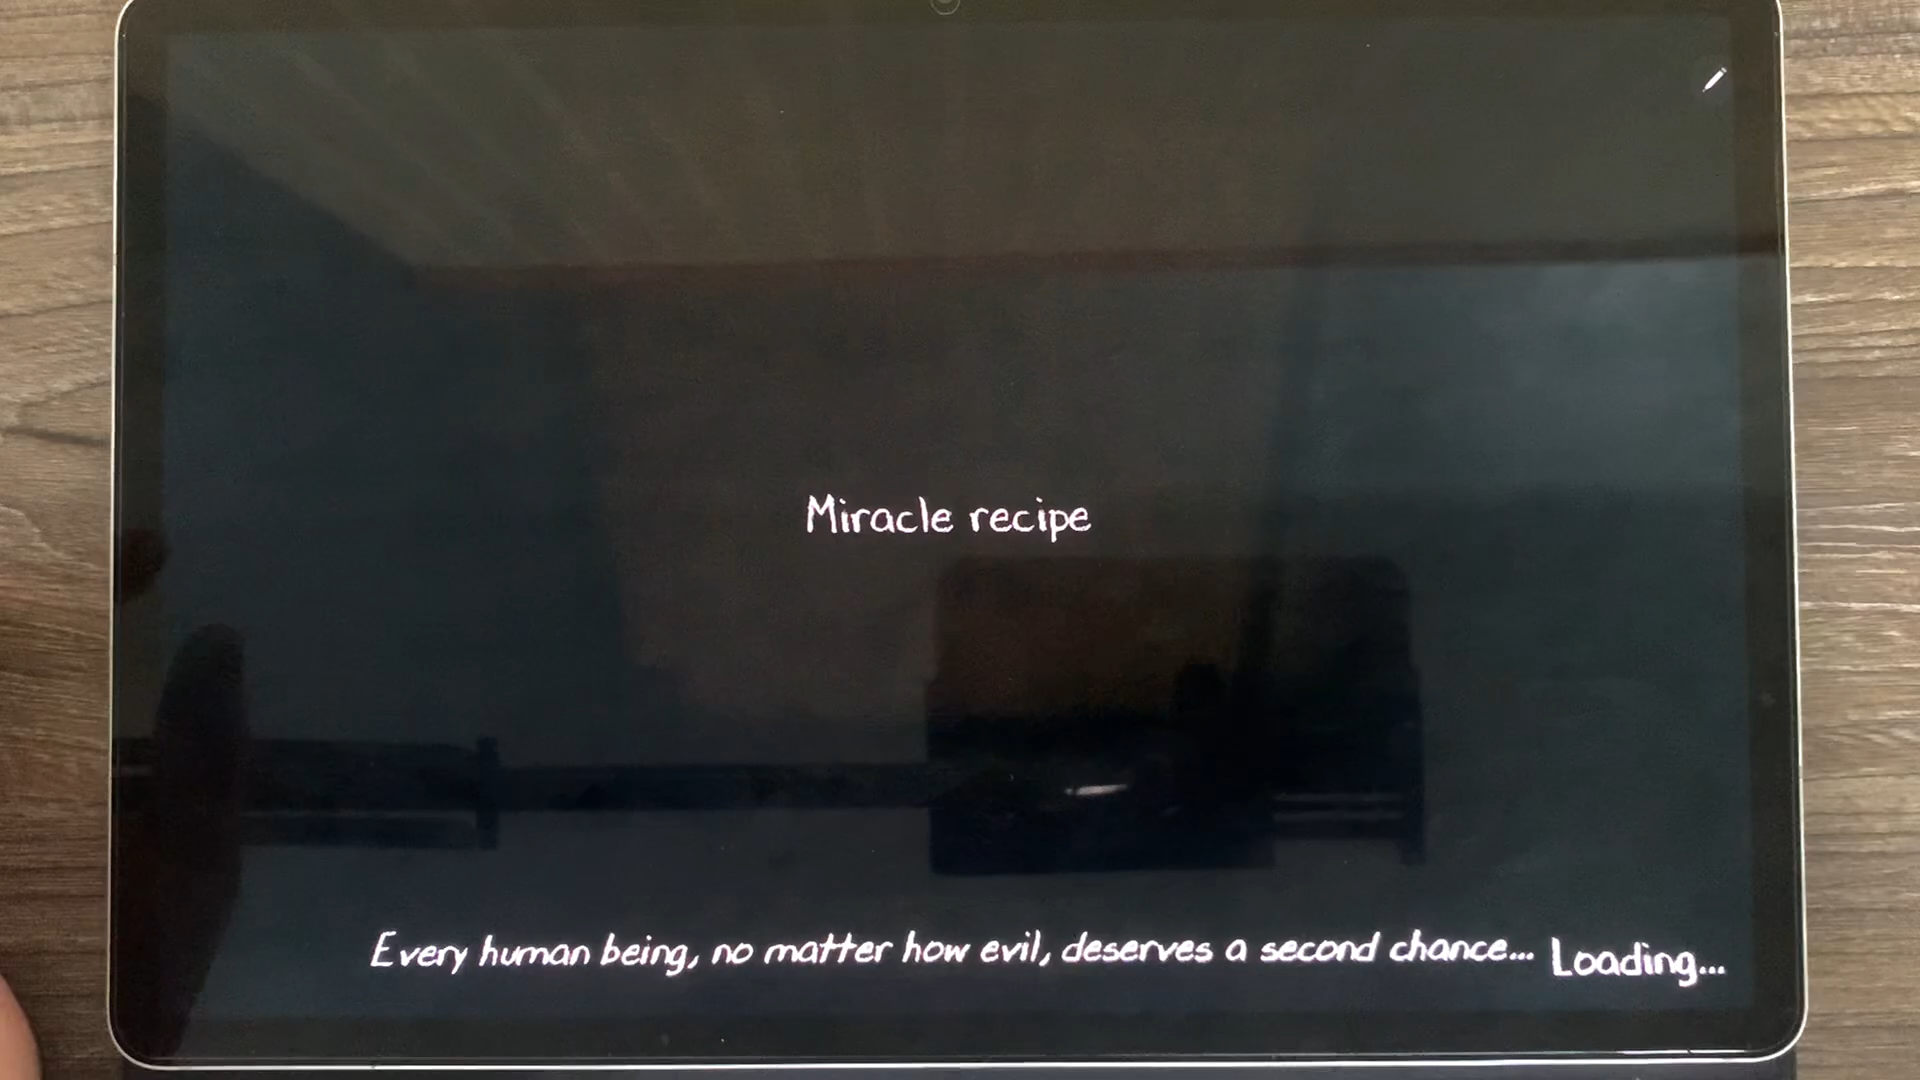 Miracle recipe
Every human being, no matter how evil, deserves a second chance...
Loading...